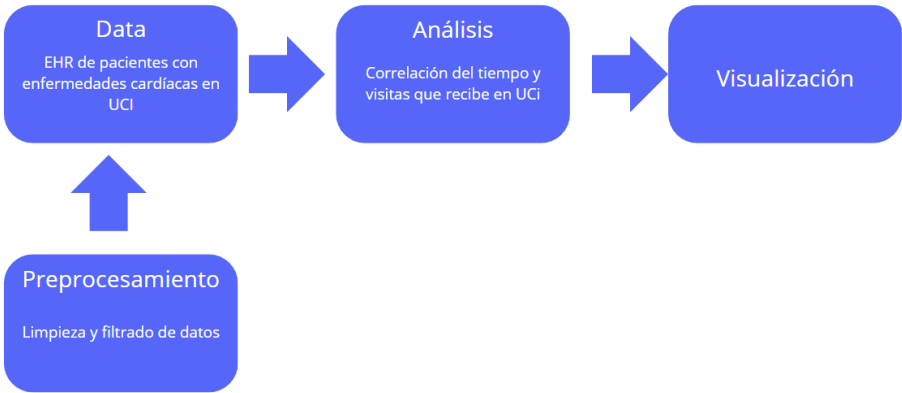 Data
EHR de pacientes con
enfermedades cardíacas en
UCI
Análisis
Correlación del tiempo y
visitas que recibe en UCi
Visualización
Preprocesamiento
Limpieza y filtrado de datos